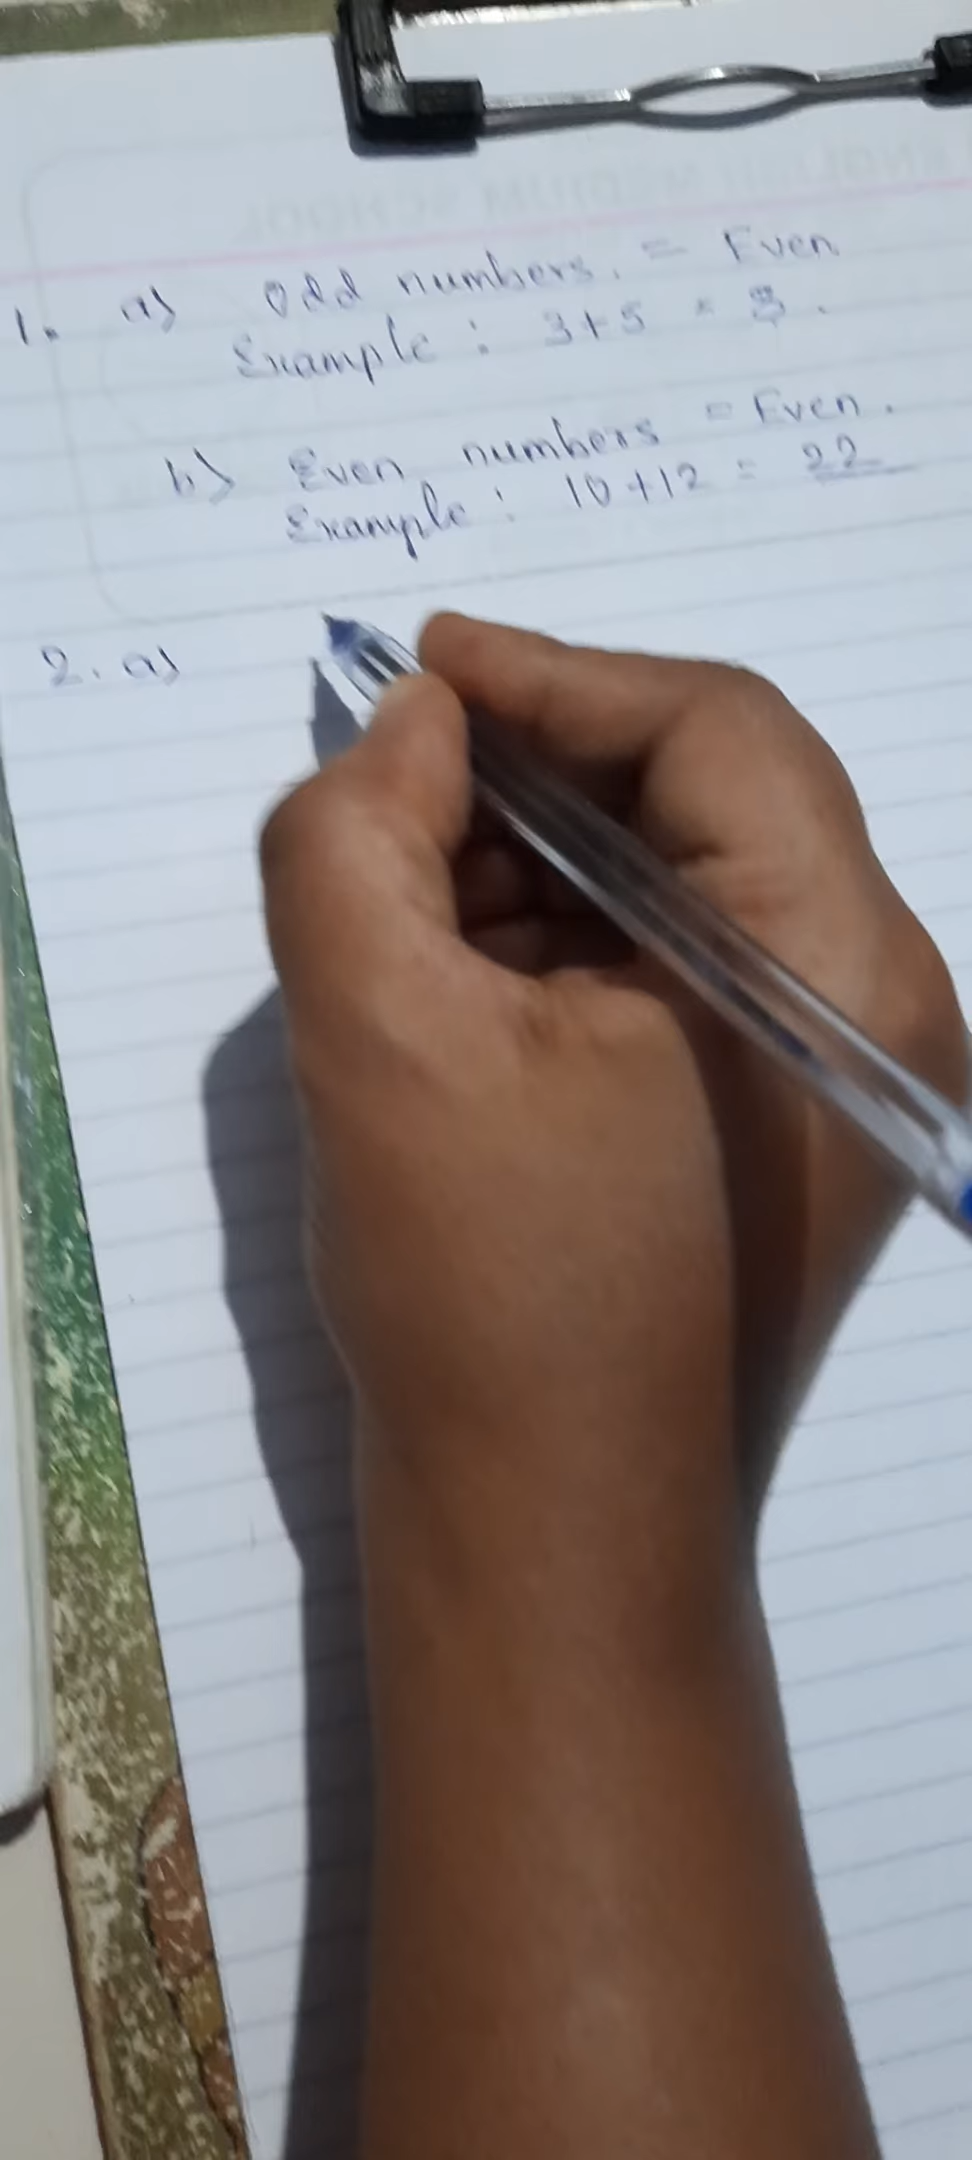 1. a) Odd numbers. = Even
Example : 3+5 = 8.
b) Even numbers = Even.
Example : 10+12 = 22
2. a)